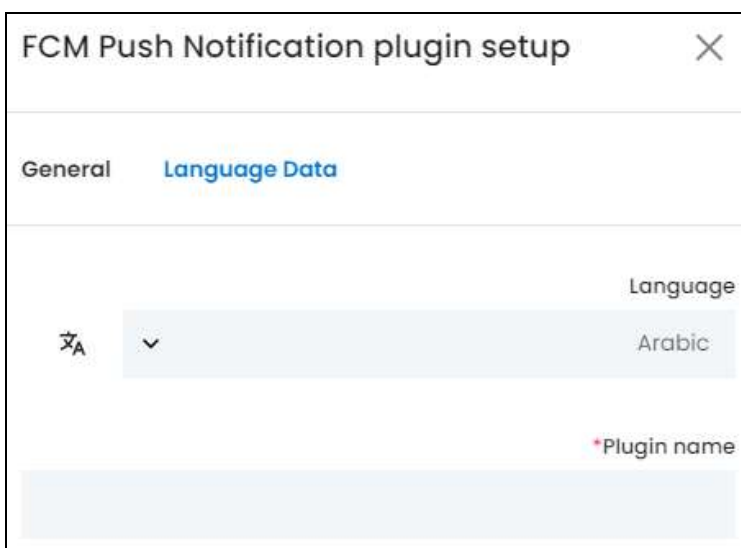 FCM Push Notification plugin setup
General Language Data
Language
Arabic
*Plugin name